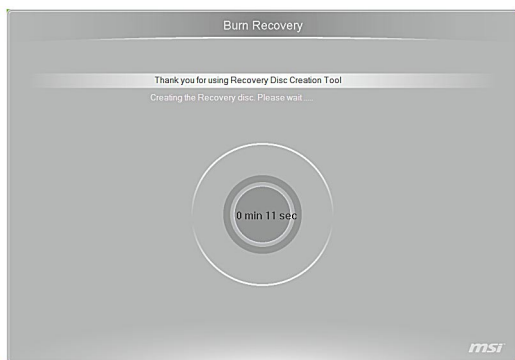 Burn Recovery
Thank you for using Recovery Disc Creation Tool
Creating the Recovery disc. Please wait ....
0 min 11 sec
msi